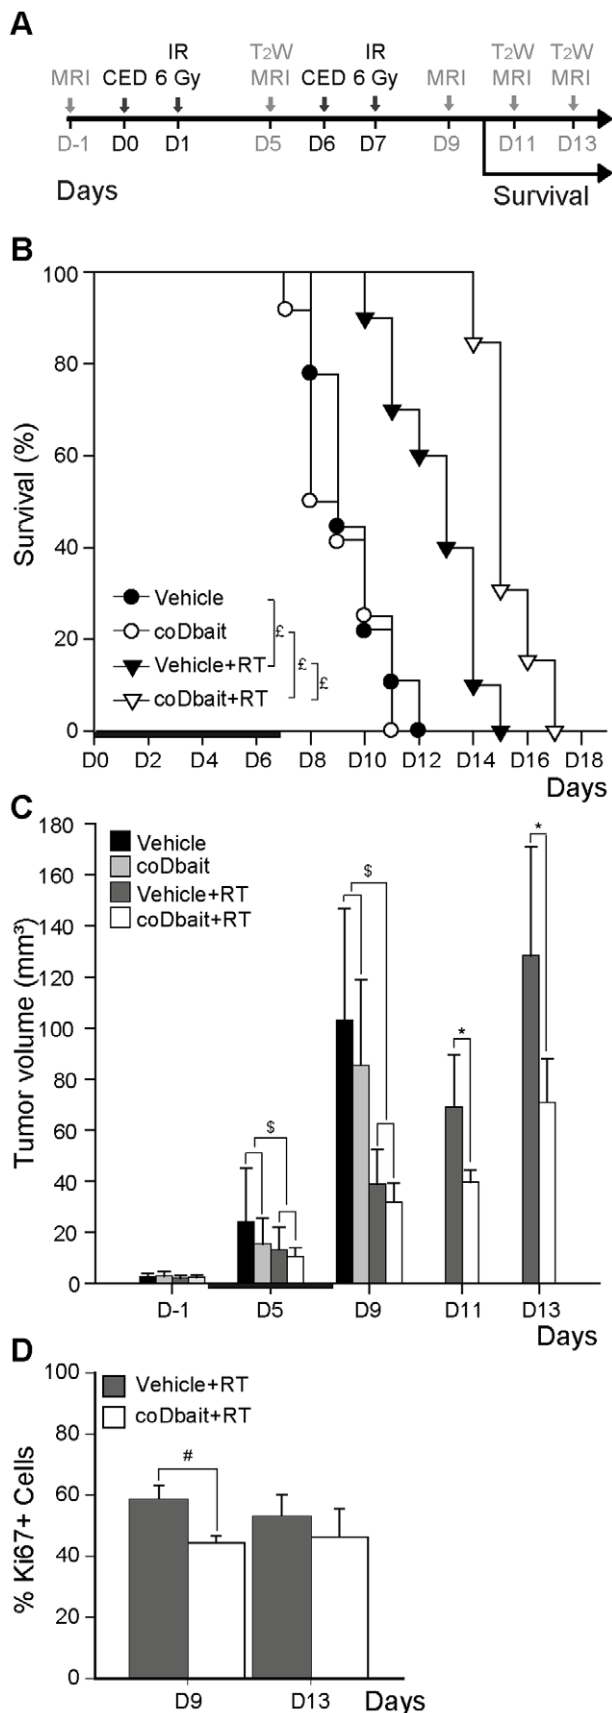 A
IR IR T2W T2W T2W
MRI CED 6 Gy MRI CED 6 Gy MRI MRI MRI
D-1 D0 D1 D5 D6 D7 D9 D11 D13
Days Survival
B
100
80
60
40
20
0
Survival (%)
Vehicle
coDbait
Vehicle+RT
coDbait+RT
£
£
£
D0 D2 D4 D6 D8 D10 D12 D14 D16 D18
Days
C
180
160
140
120
100
80
60
40
20
0
Tumor volume (mm³)
Vehicle
coDbait
Vehicle+RT
coDbait+RT
$ $ * *
D-1 D5 D9 D11 D13
Days
D
100
80
60
40
20
0
% Ki67+ Cells
Vehicle+RT
coDbait+RT
#
D9 D13 Days